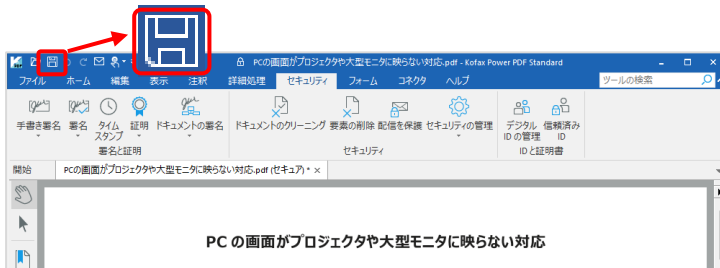 PCの画面がプロジェクタや大型モニタに映らない対応.pdf - Kofax Power PDF Standard
ファイル ホーム 編集 表示 注釈 詳細処理 セキュリティ フォーム コネクタ ヘルプ ツールの検索
手書き署名 署名 タイム スタンプ 証明 ドキュメントの署名 ドキュメントのクリーニング 要素の削除 配信を保護 セキュリティの管理 デジタル ID の管理 信頼済み ID
署名と証明 セキュリティ ID と証明書
開始 PCの画面がプロジェクタや大型モニタに映らない対応.pdf (セキュア) * ×
PC の画面がプロジェクタや大型モニタに映らない対応